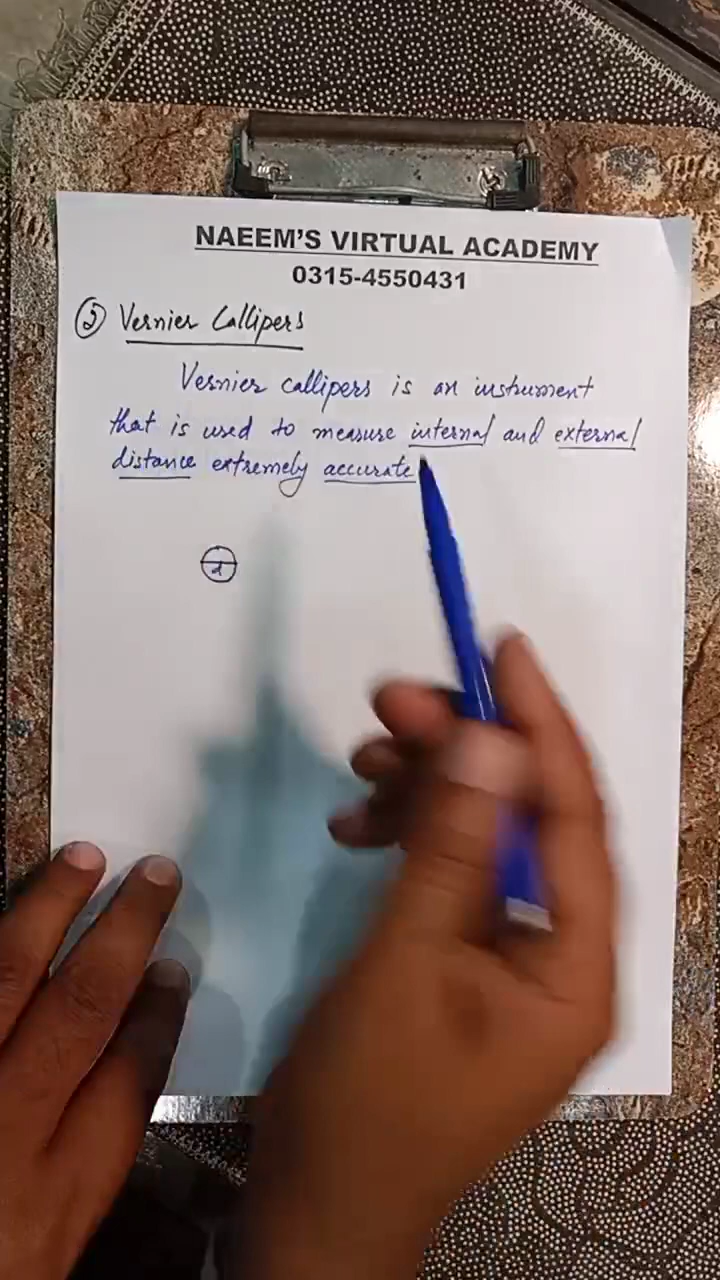 NAEEM'S VIRTUAL ACADEMY
0315-4550431
② Vernier Callipers
Vernier callipers is an instrument
that is used to measure internal and external
distance extremely accurate
d